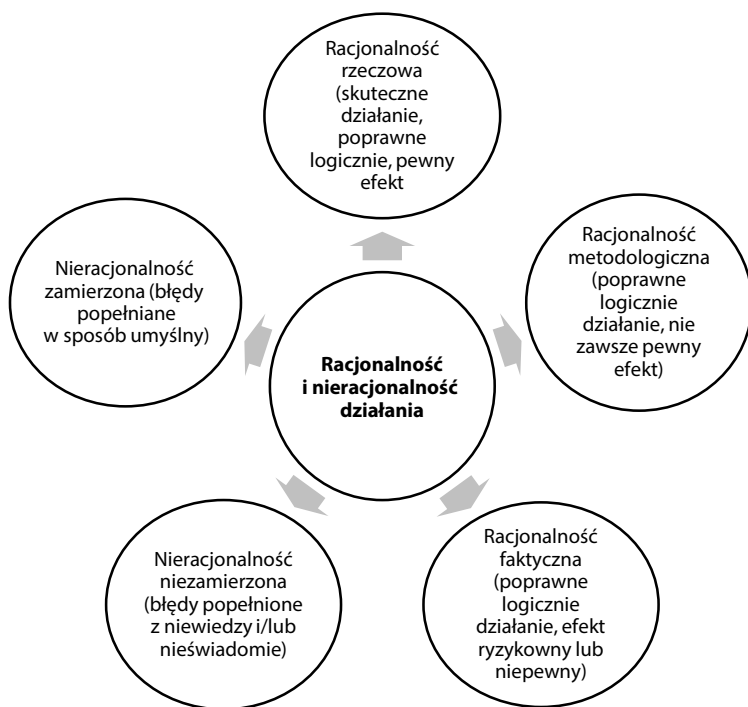 Racjonalność
rzeczowa
(skuteczne
działanie,
poprawne
logicznie, pewny
efekt
Racjonalność
metodologiczna
(poprawne
logicznie
działanie, nie
zawsze pewny
efekt)
Racjonalność
faktyczna
(poprawne
logicznie
działanie, efekt
ryzykowny lub
niepewny)
Nieracjonalność
niezamierzona
(błędy popełnione
z niewiedzy i/lub
nieświadomie)
Nieracjonalność
zamierzona (błędy
popełniane
w sposób umyślny)
Racjonalność
i nieracjonalność
działania